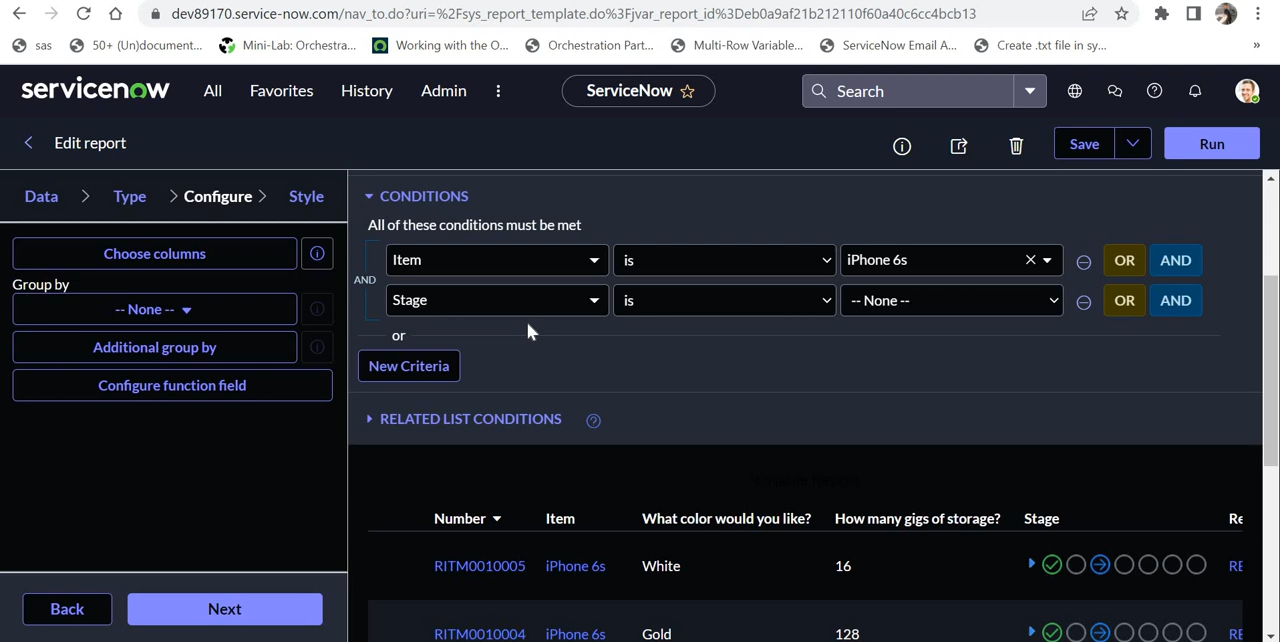 dev89170.service-now.com/nav_to.do?uri=%2Fsys_report_template.do%3Fjvar_report_id%3Deb0a9af21b212110f60a40c6cc4bcb13
sas 50+ (Un)document... Mini-Lab: Orchestra... Working with the O... Orchestration Part... Multi-Row Variable... ServiceNow Email A... Create .txt file in sy... »
servicenow All Favorites History Admin ServiceNow Search
Edit report Save Run
Data Type Configure Style
CONDITIONS
All of these conditions must be met
Choose columns
Group by
-- None --
Additional group by
Configure function field
AND
Item is iPhone 6s OR AND
Stage is -- None -- OR AND
or
New Criteria
RELATED LIST CONDITIONS
Number Item What color would you like? How many gigs of storage? Stage Re
RITM0010005 iPhone 6s White 16 RE
RITM0010004 iPhone 6s Gold 128 RE
Back Next